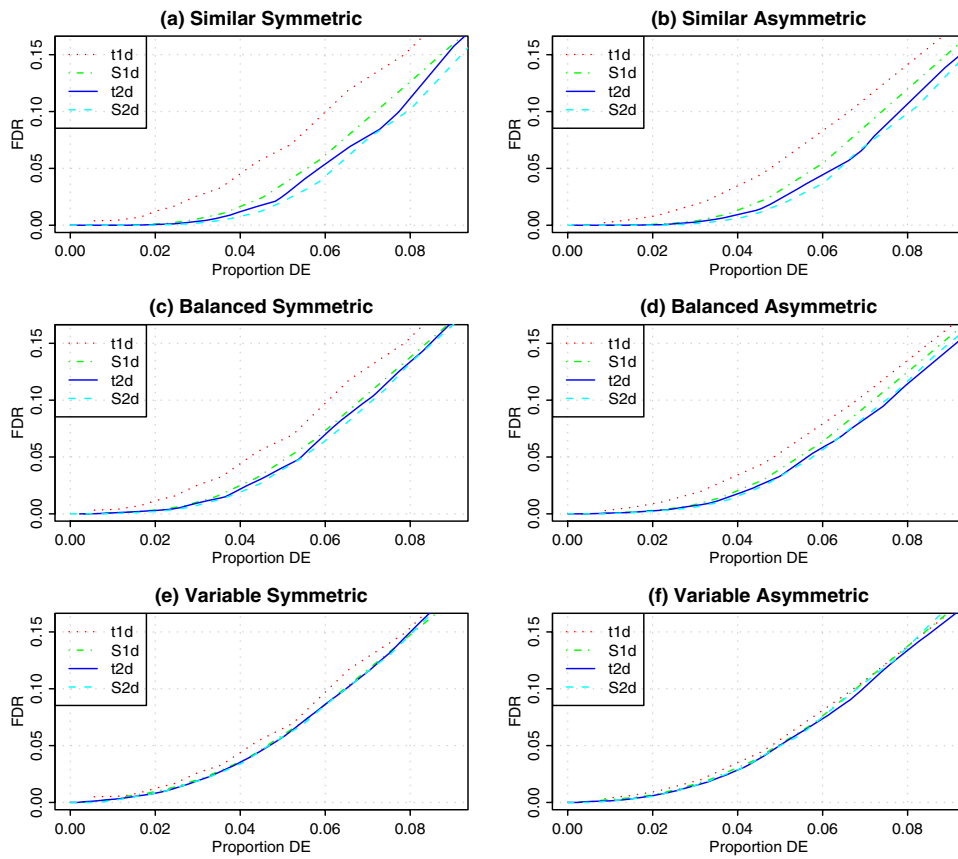 (a) Similar Symmetric
t1d
S1d
t2d
S2d
FDR
0.00 0.05 0.10 0.15
0.00 0.02 0.04 0.06 0.08
Proportion DE
(b) Similar Asymmetric
t1d
S1d
t2d
S2d
FDR
0.00 0.05 0.10 0.15
0.00 0.02 0.04 0.06 0.08
Proportion DE
(c) Balanced Symmetric
t1d
S1d
t2d
S2d
FDR
0.00 0.05 0.10 0.15
0.00 0.02 0.04 0.06 0.08
Proportion DE
(d) Balanced Asymmetric
t1d
S1d
t2d
S2d
FDR
0.00 0.05 0.10 0.15
0.00 0.02 0.04 0.06 0.08
Proportion DE
(e) Variable Symmetric
t1d
S1d
t2d
S2d
FDR
0.00 0.05 0.10 0.15
0.00 0.02 0.04 0.06 0.08
Proportion DE
(f) Variable Asymmetric
t1d
S1d
t2d
S2d
FDR
0.00 0.05 0.10 0.15
0.00 0.02 0.04 0.06 0.08
Proportion DE